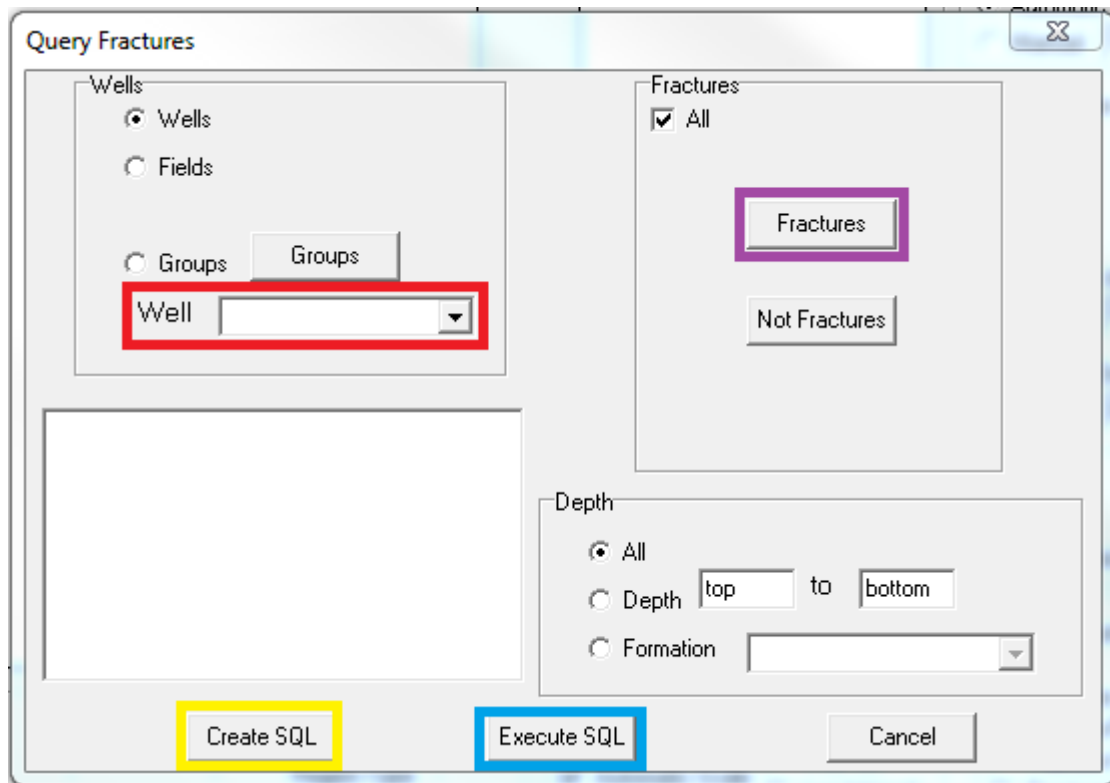 Query Fractures
Wells
Wells
Fields
Groups Groups
Well
Fractures
All
Fractures
Not Fractures
Depth
All
Depth top to bottom
Formation
Create SQL Execute SQL Cancel